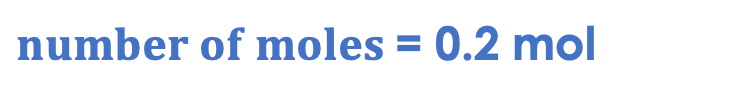 number of moles = 0.2 mol